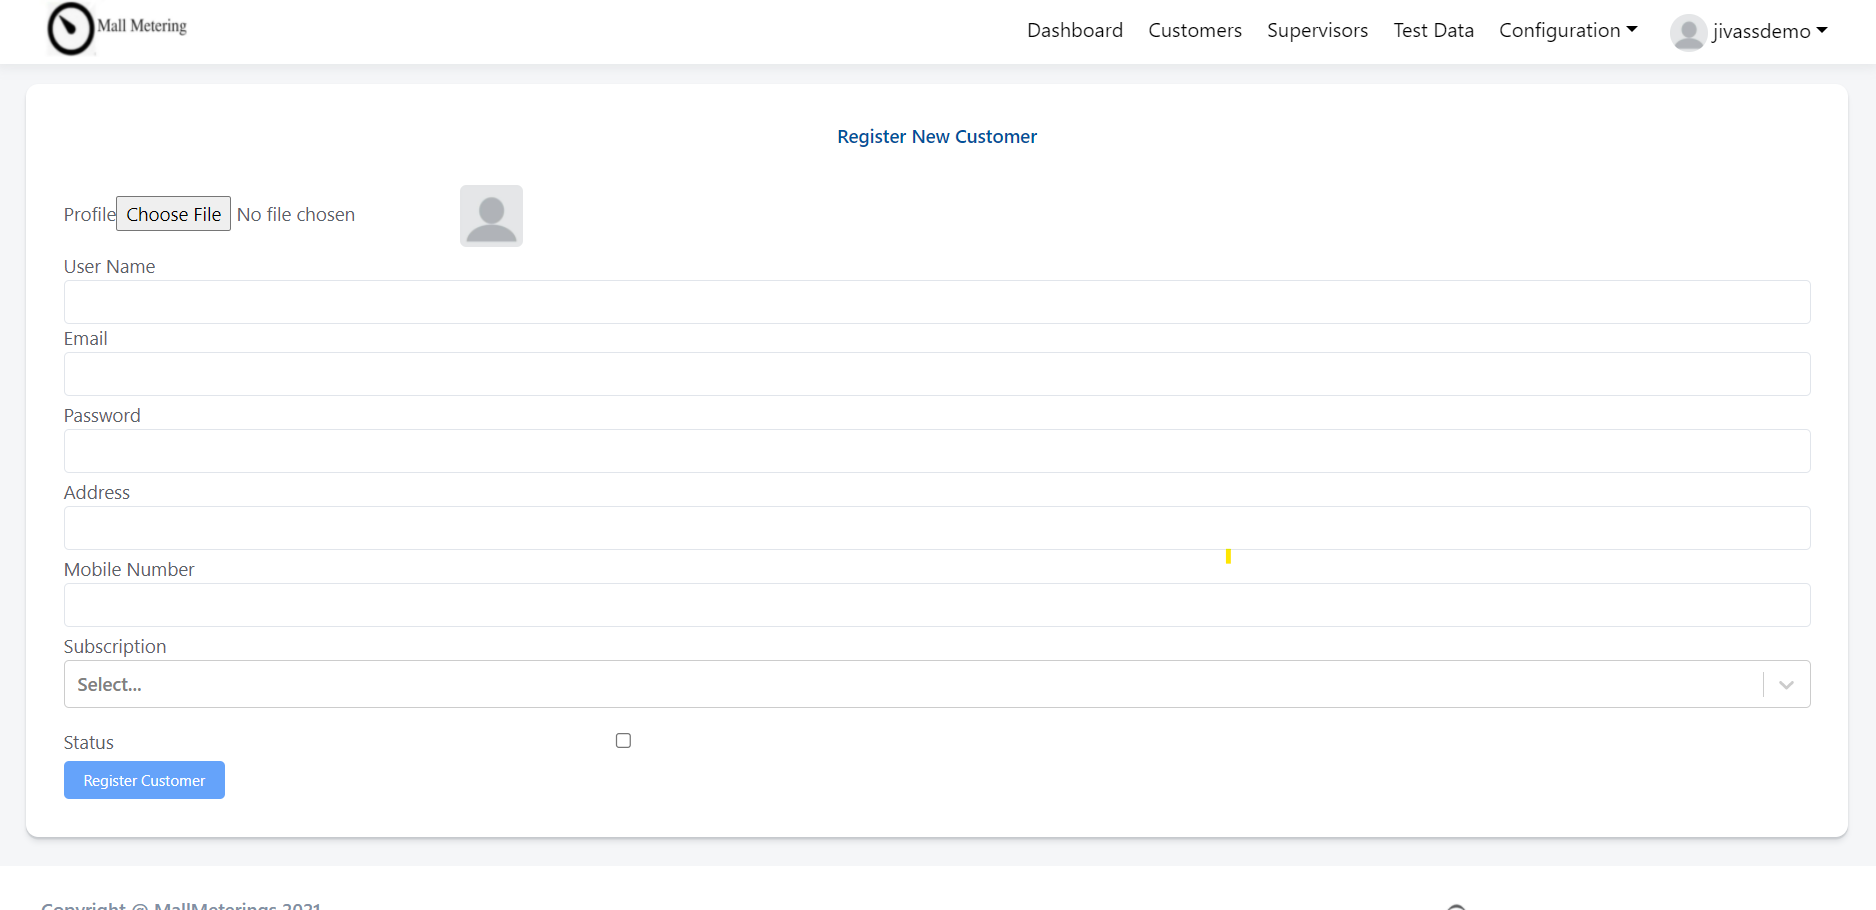 Mall Metering
Dashboard Customers Supervisors Test Data Configuration jivassdemo
Register New Customer
Profile Choose File No file chosen
User Name
Email
Password
Address
Mobile Number
Subscription
Select...
Status
Register Customer
Copyright @ MallMeterings 2021